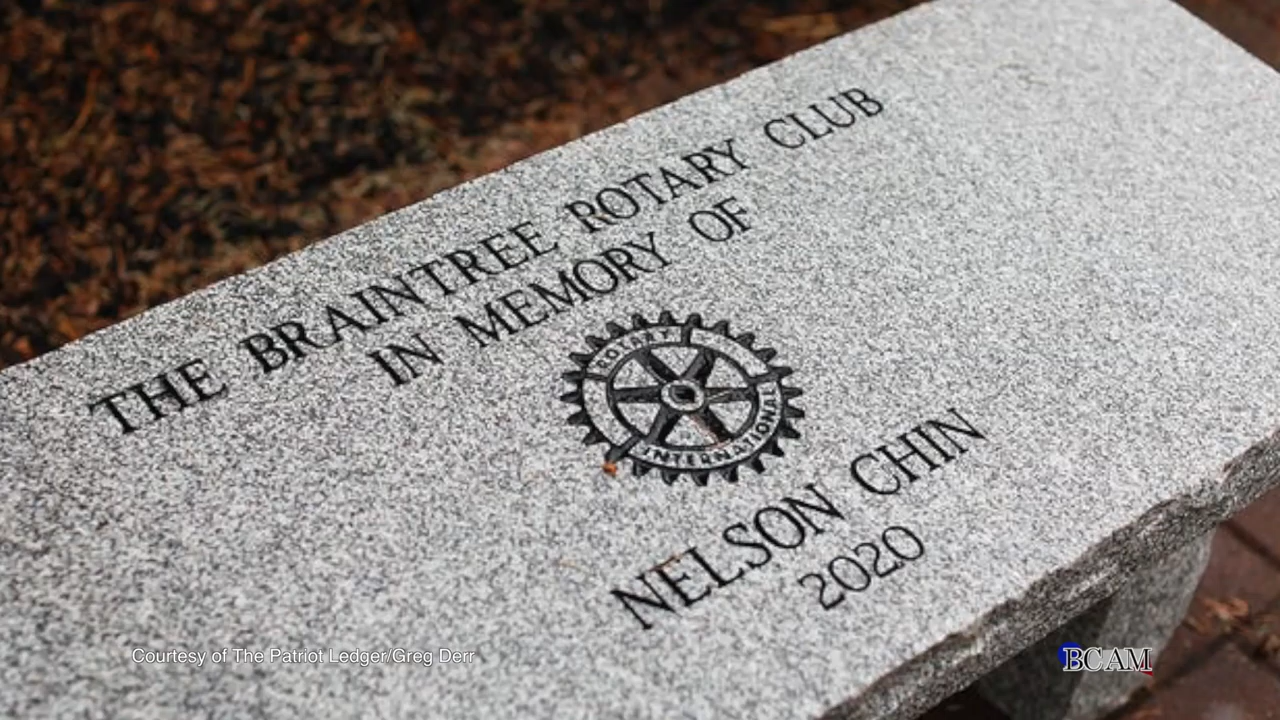 THE BRAINTREE ROTARY CLUB
IN MEMORY OF
ROTARY
INTERNATIONAL
NELSON CHIN
2020
Courtesy of The Patriot Ledger/Greg Derr
BCAM